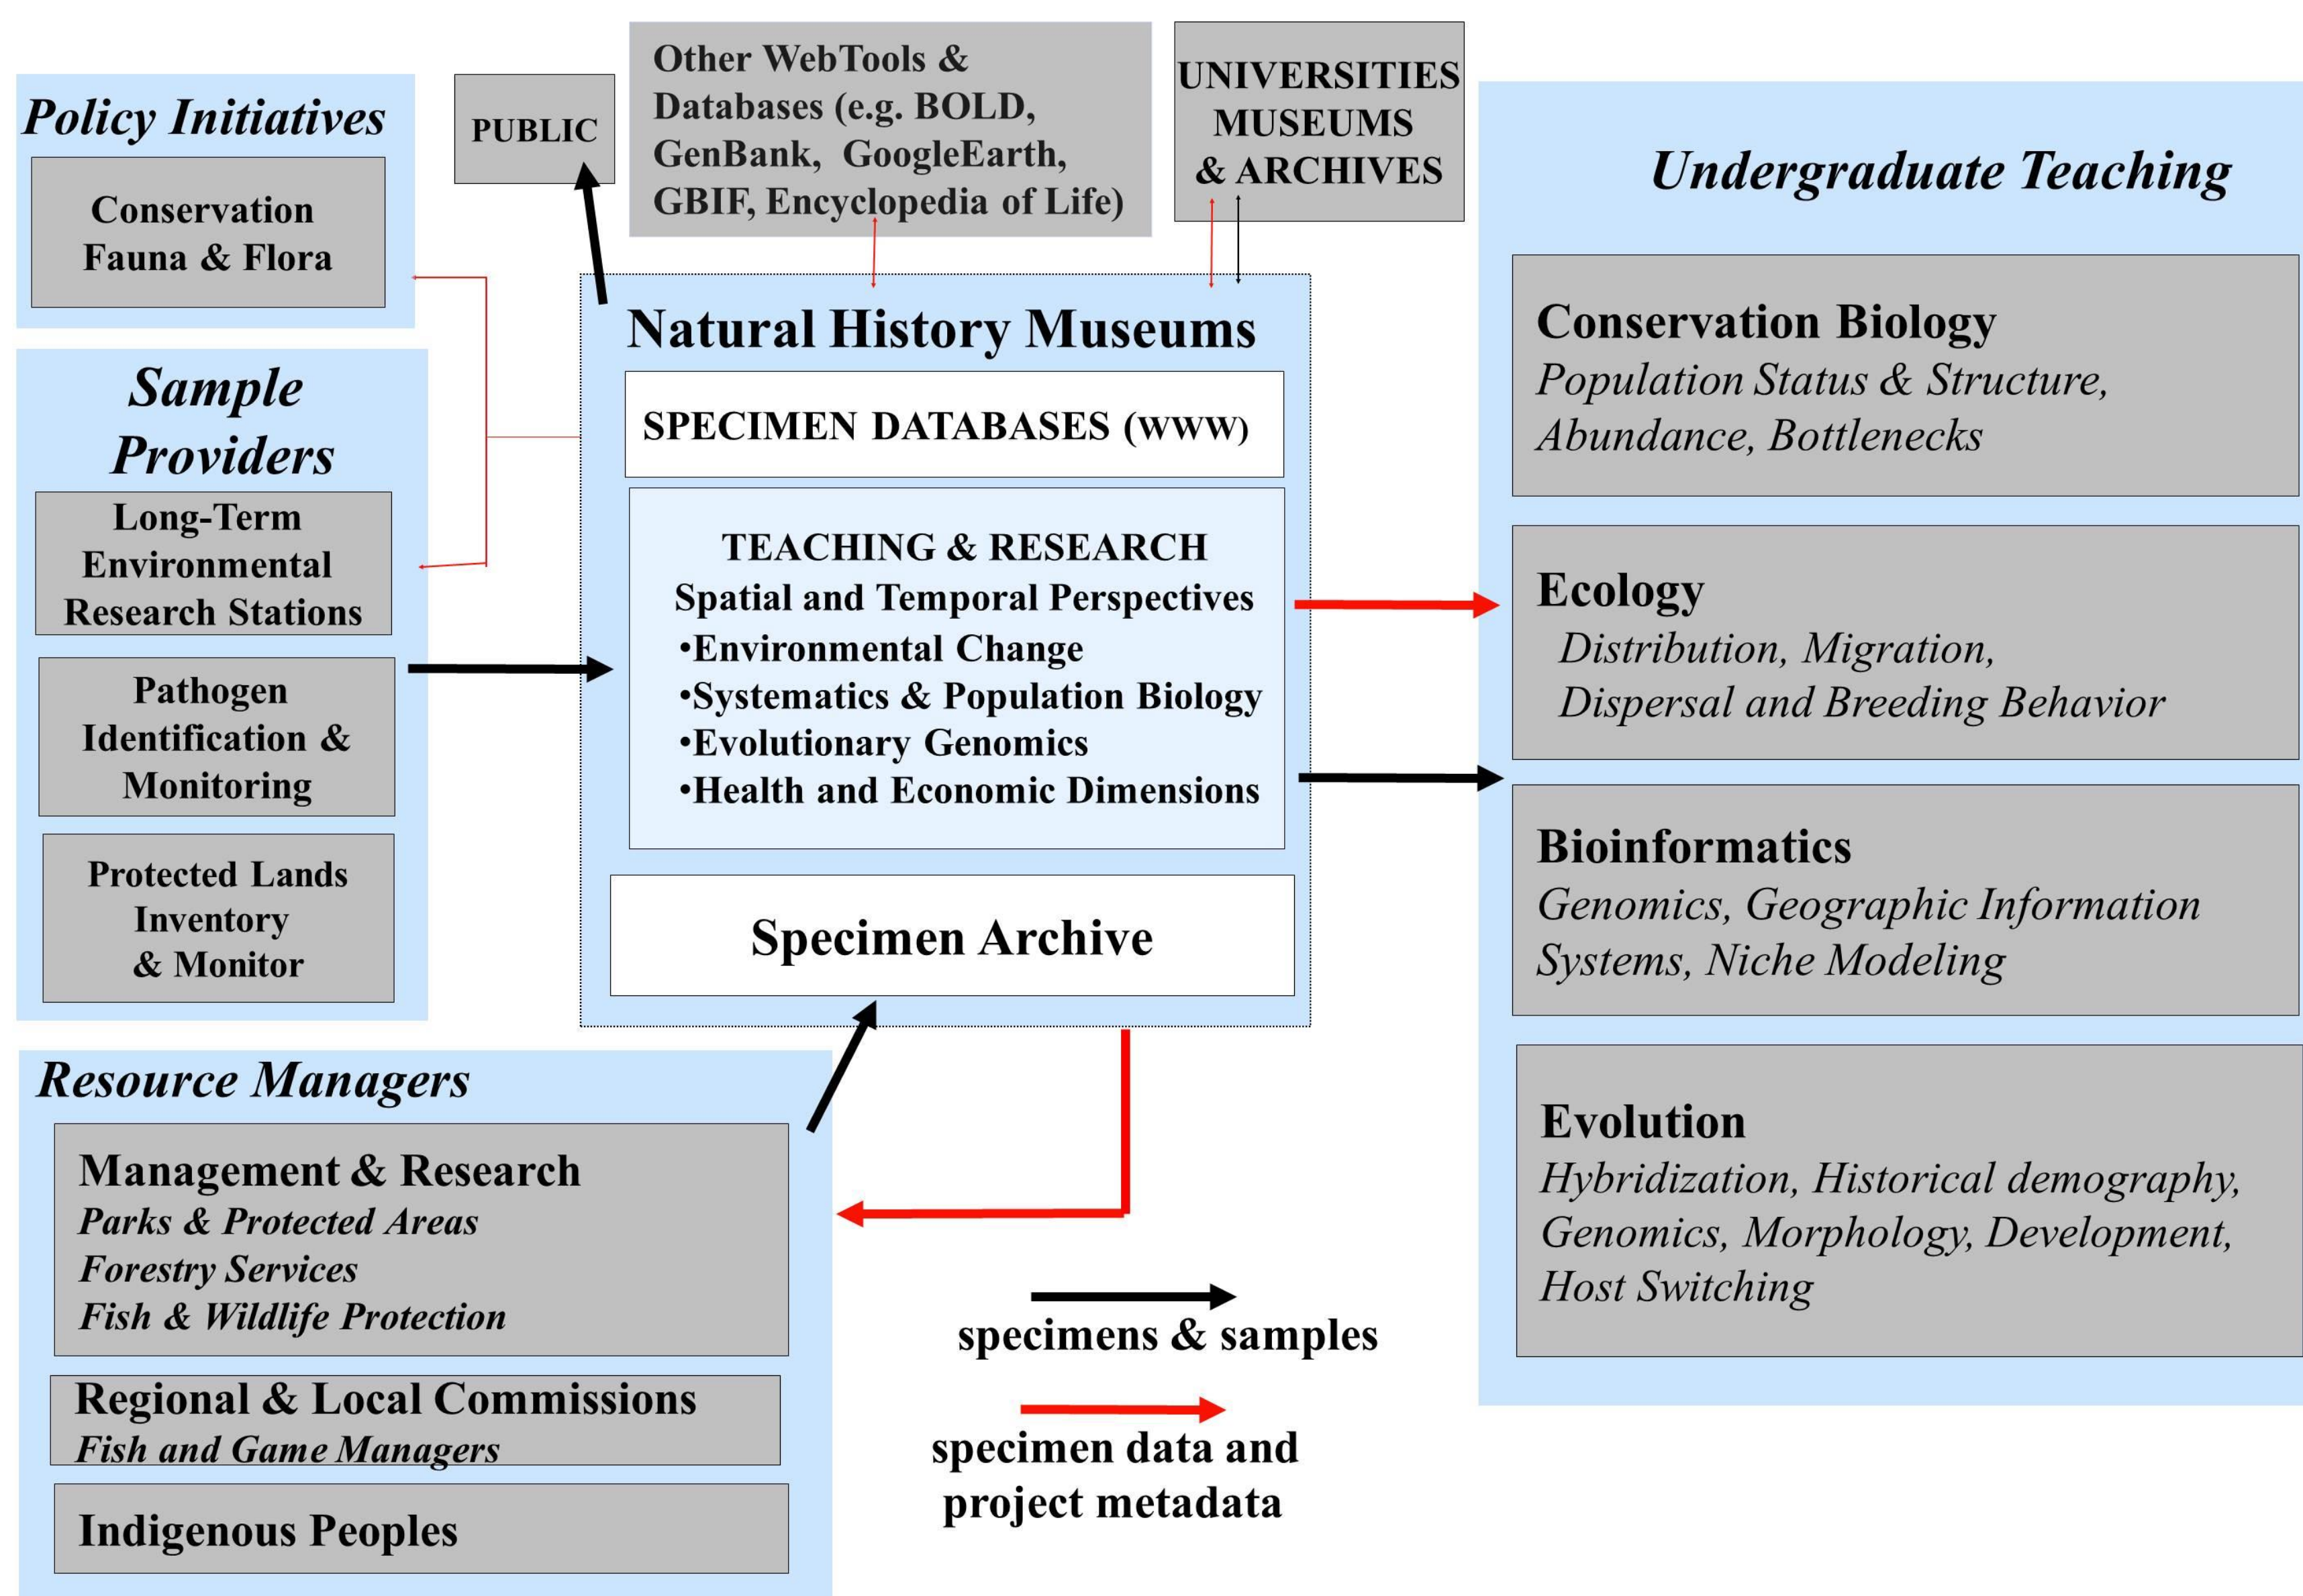 Policy Initiatives
Conservation
Fauna & Flora
Sample
Providers
Long-Term
Environmental
Research Stations
Pathogen
Identification &
Monitoring
Protected Lands
Inventory
& Monitor
Resource Managers
Management & Research
Parks & Protected Areas
Forestry Services
Fish & Wildlife Protection
Regional & Local Commissions
Fish and Game Managers
Indigenous Peoples
PUBLIC
Other WebTools &
Databases (e.g. BOLD,
GenBank, GoogleEarth,
GBIF, Encyclopedia of Life)
UNIVERSITIES
MUSEUMS
& ARCHIVES
Natural History Museums
SPECIMEN DATABASES (WWW)
TEACHING & RESEARCH
Spatial and Temporal Perspectives
•Environmental Change
•Systematics & Population Biology
•Evolutionary Genomics
•Health and Economic Dimensions
Specimen Archive
specimens & samples
specimen data and
project metadata
Undergraduate Teaching
Conservation Biology
Population Status & Structure,
Abundance, Bottlenecks
Ecology
Distribution, Migration,
Dispersal and Breeding Behavior
Bioinformatics
Genomics, Geographic Information
Systems, Niche Modeling
Evolution
Hybridization, Historical demography,
Genomics, Morphology, Development,
Host Switching